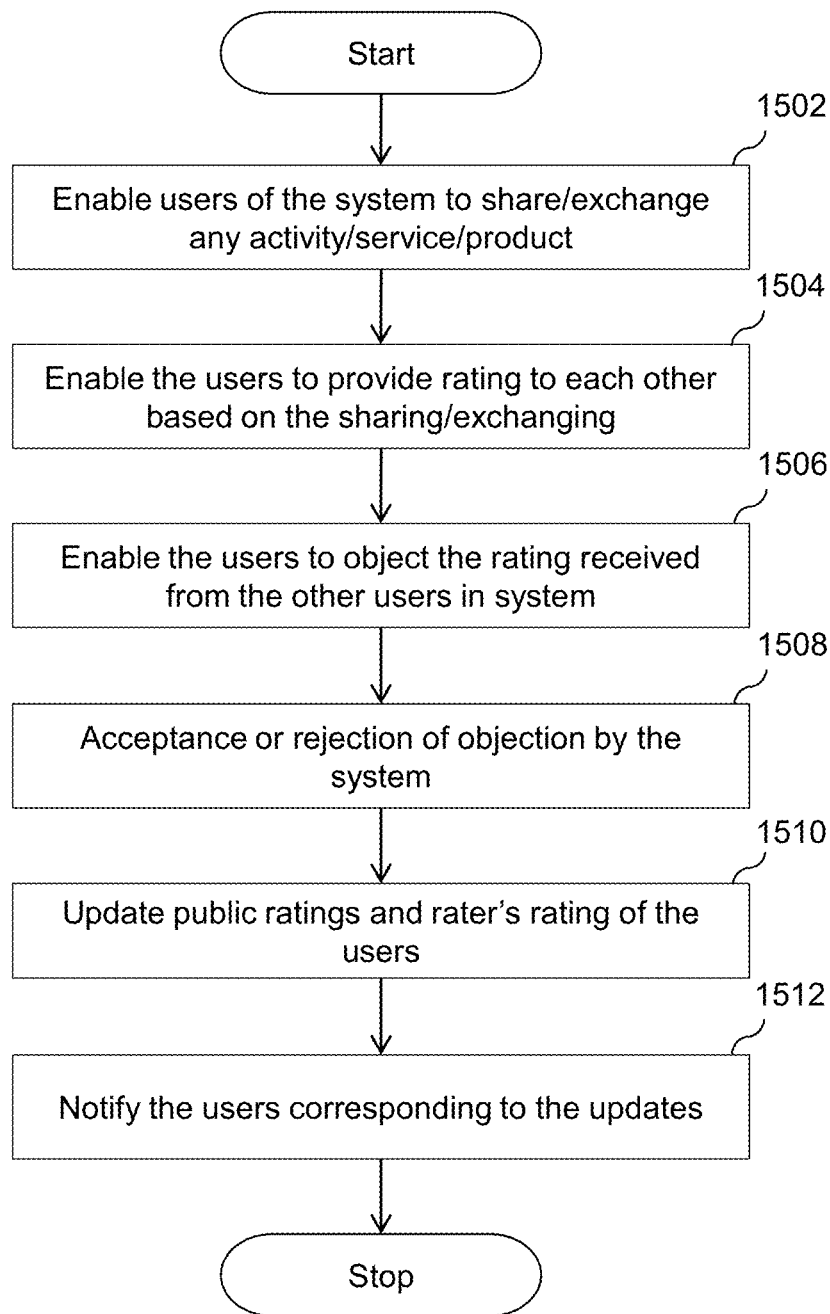 Start
1502
Enable users of the system to share/exchange
any activity/service/product
1504
Enable the users to provide rating to each other
based on the sharing/exchanging
1506
Enable the users to object the rating received
from the other users in system
1508
Acceptance or rejection of objection by the
system
1510
Update public ratings and rater’s rating of the
users
1512
Notify the users corresponding to the updates
Stop